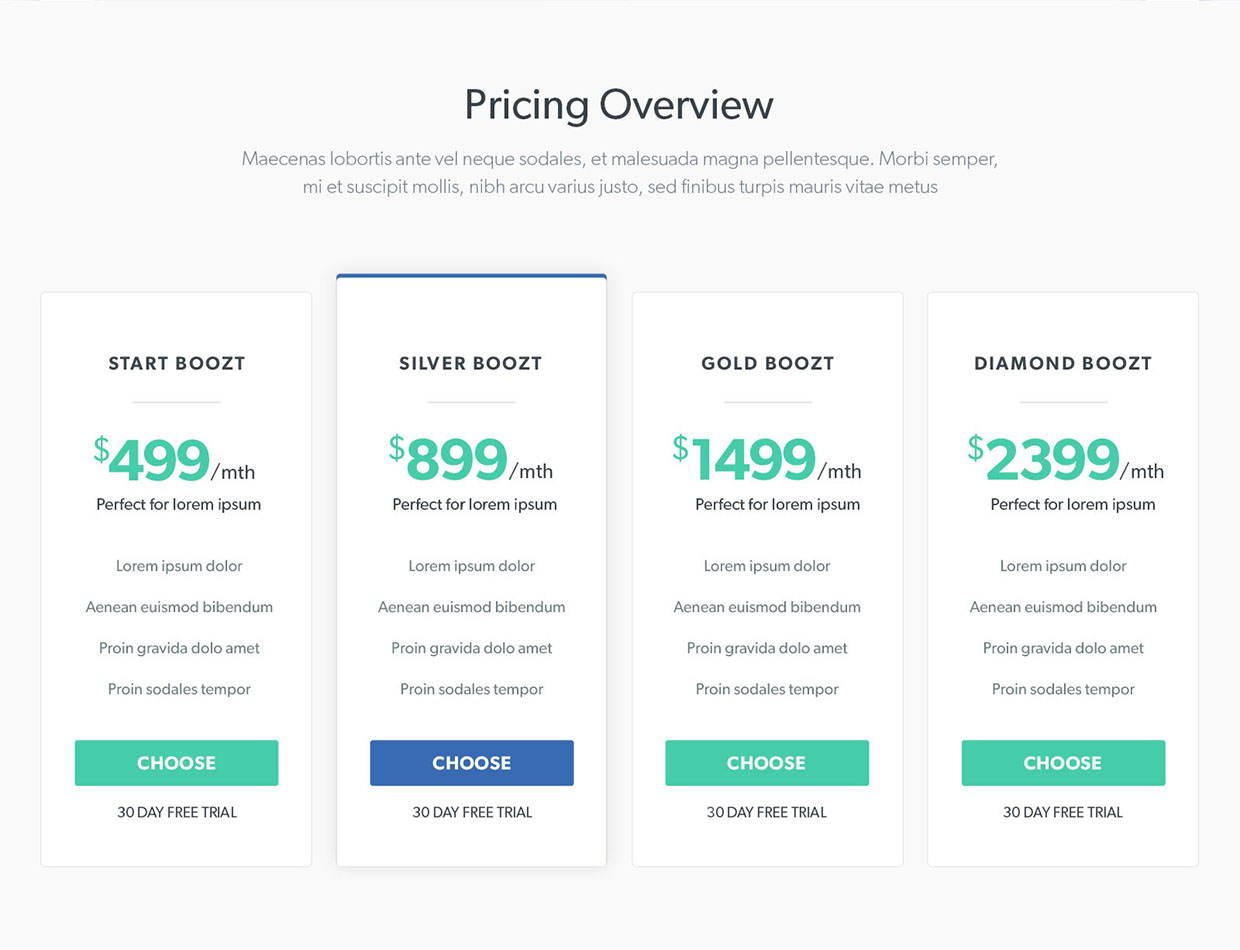 Pricing Overview
Maecenas lobortis ante vel neque sodales, et malesuada magna pellentesque. Morbi semper,
mi et suscipit mollis, nibh arcu varius justo, sed finibus turpis mauris vitae metus
START BOOZT
$499/mth
Perfect for lorem ipsum
Lorem ipsum dolor
Aenean euismod bibendum
Proin gravida dolo amet
Proin sodales tempor
CHOOSE
30 DAY FREE TRIAL
SILVER BOOZT
$899/mth
Perfect for lorem ipsum
Lorem ipsum dolor
Aenean euismod bibendum
Proin gravida dolo amet
Proin sodales tempor
CHOOSE
30 DAY FREE TRIAL
GOLD BOOZT
$1499/mth
Perfect for lorem ipsum
Lorem ipsum dolor
Aenean euismod bibendum
Proin gravida dolo amet
Proin sodales tempor
CHOOSE
30 DAY FREE TRIAL
DIAMOND BOOZT
$2399/mth
Perfect for lorem ipsum
Lorem ipsum dolor
Aenean euismod bibendum
Proin gravida dolo amet
Proin sodales tempor
CHOOSE
30 DAY FREE TRIAL